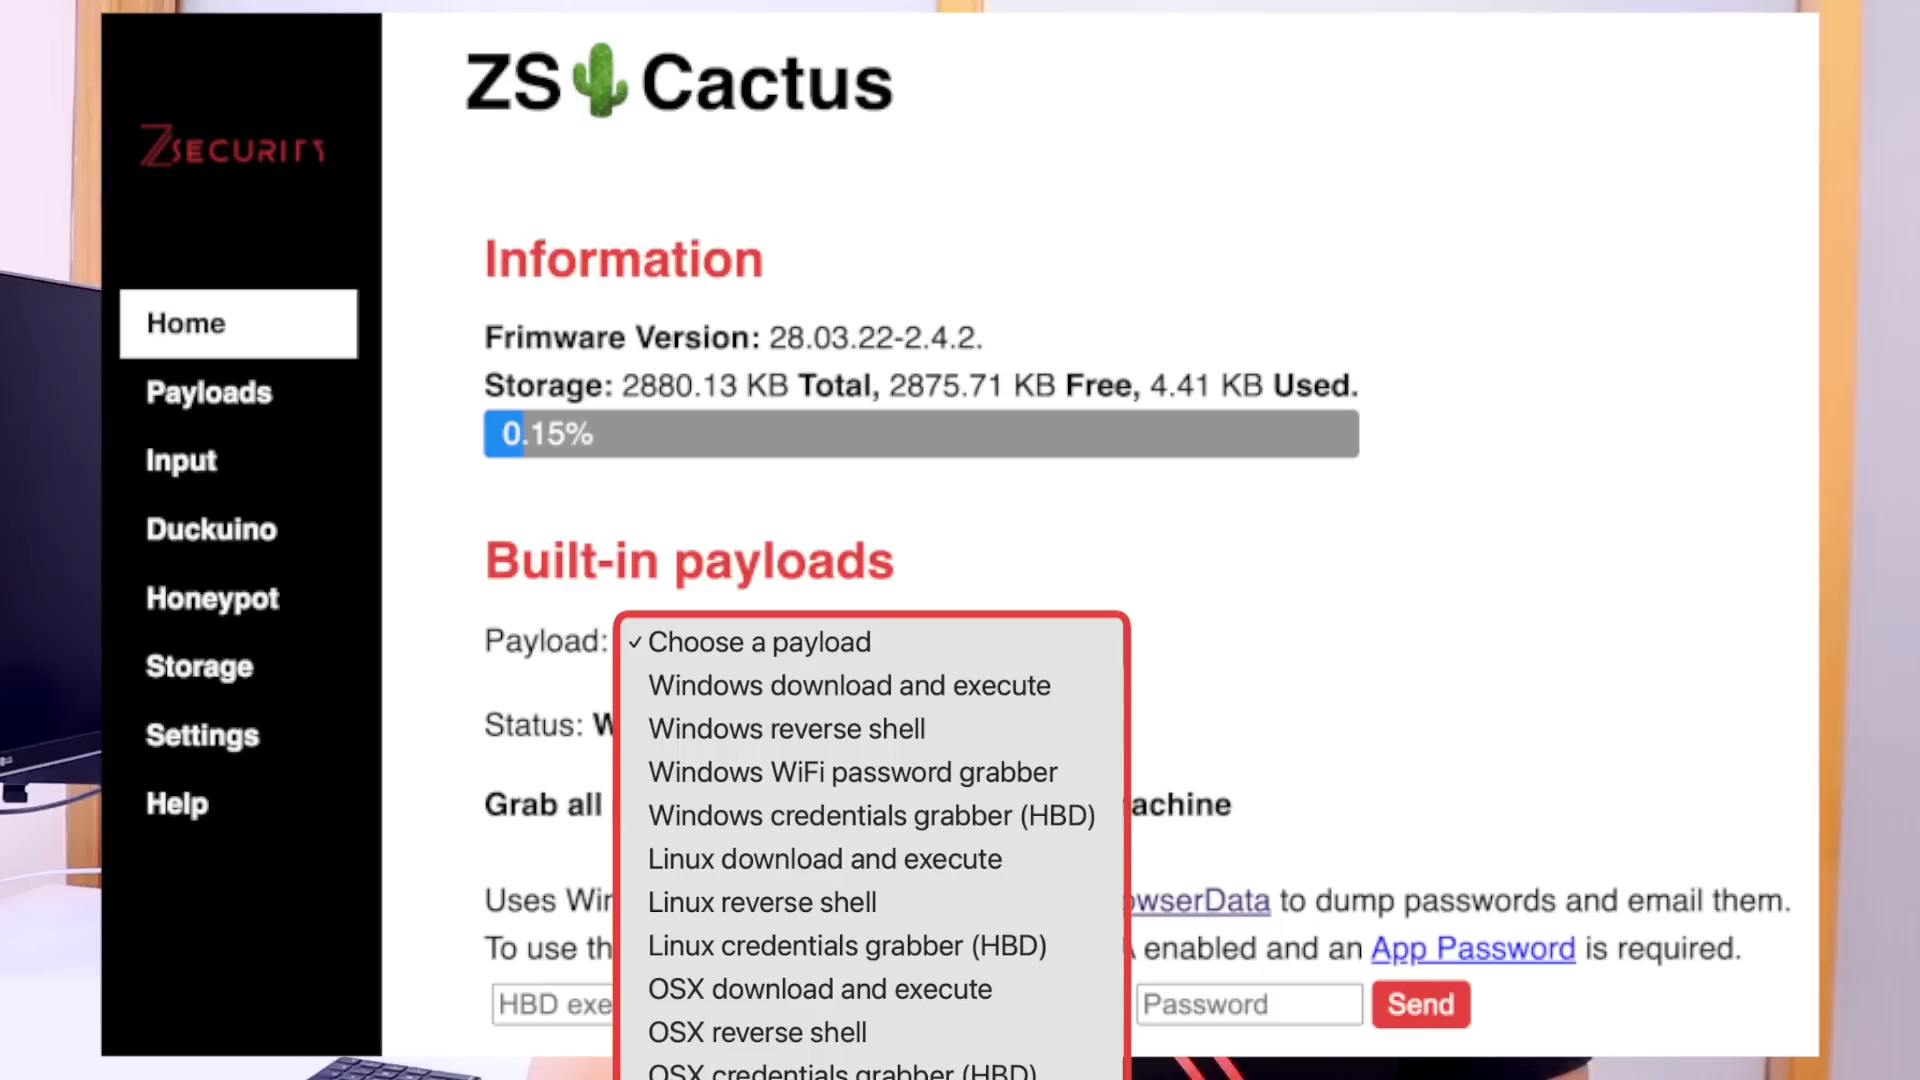 ZS Cactus
ZSECURITY
Home
Payloads
Input
Duckuino
Honeypot
Storage
Settings
Help
Information
Frimware Version: 28.03.22-2.4.2.
Storage: 2880.13 KB Total, 2875.71 KB Free, 4.41 KB Used.
0.15%
Built-in payloads
Payload:
✓ Choose a payload
Windows download and execute
Windows reverse shell
Windows WiFi password grabber
Windows credentials grabber (HBD)
Linux download and execute
Linux reverse shell
Linux credentials grabber (HBD)
OSX download and execute
OSX reverse shell
OSX credentials grabber (HBD)
Status:
Grab all
Uses to dump passwords and email them.
To use enabled and an App Password is required.
HBD
Password
Send